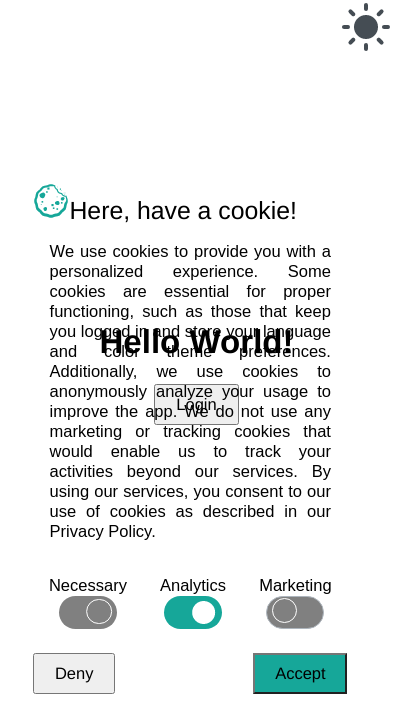 Here, have a cookie!
We use cookies to provide you with a
personalized experience. Some
cookies are essential for proper
functioning, such as those that keep
you logged in and store your language
Hello World!
and color theme preferences.
Additionally, we use cookies to
anonymously analyze your usage to
Login
improve the app. We do not use any
marketing or tracking cookies that
would enable us to track your
activities beyond our services. By
using our services, you consent to our
use of cookies as described in our
Privacy Policy.
Necessary Analytics Marketing
Deny Accept